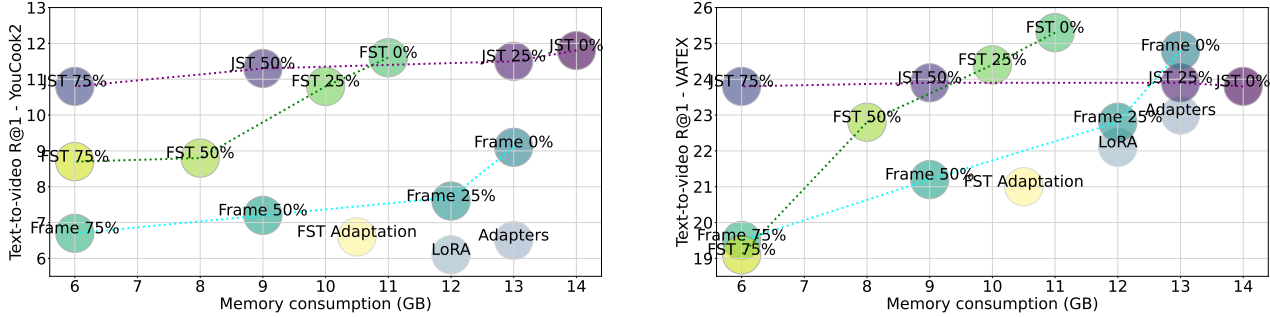 Text-to-video R@1 - YouCook2
13
12
11
10
9
8
7
6
JST 75%
JST 50%
FST 0%
JST 25%
JST 0%
FST 25%
FST 75%
FST 50%
Frame 0%
Frame 75%
Frame 50%
Frame 25%
FST Adaptation
LoRA
Adapters
6 7 8 9 10 11 12 13 14
Memory consumption (GB)
Text-to-video R@1 - VATEX
26
25
24
23
22
21
20
19
FST 0%
Frame 0%
FST 25%
JST 75%
JST 50%
JST 25%
JST 0%
FST 50%
Frame 25%
Adapters
LoRA
Frame 50%
FST Adaptation
Frame 75%
FST 75%
6 7 8 9 10 11 12 13 14
Memory consumption (GB)